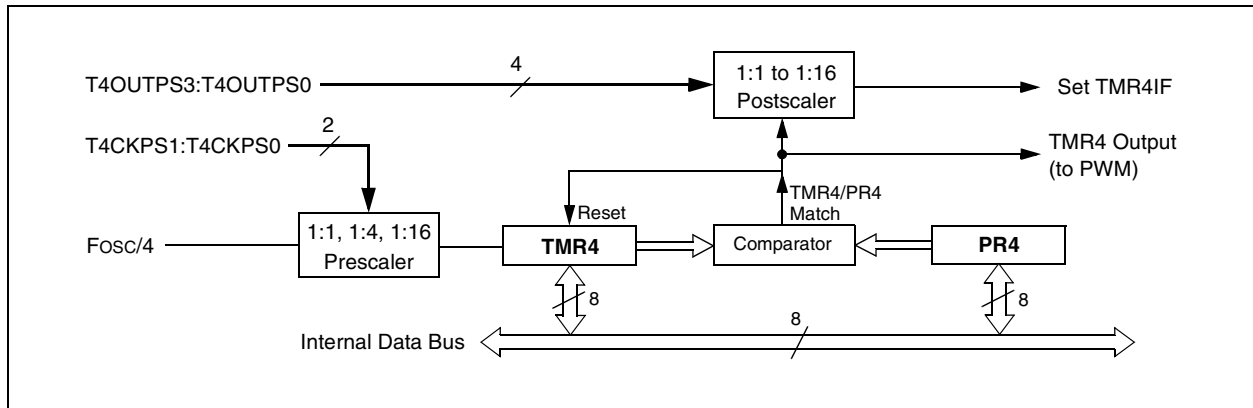 T4OUTPS3:T4OUTPS0
4
1:1 to 1:16
Postscaler
Set TMR4IF
T4CKPS1:T4CKPS0
2
TMR4 Output
(to PWM)
TMR4/PR4
Match
Reset
FOSC/4
1:1, 1:4, 1:16
Prescaler
TMR4
Comparator
PR4
8
8
Internal Data Bus
8